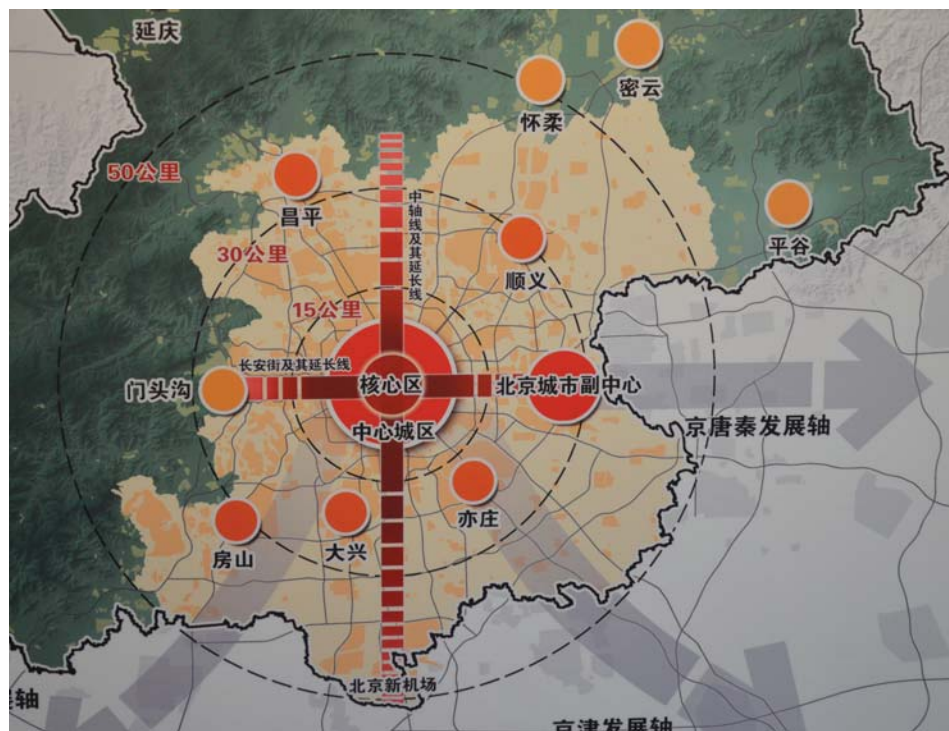 延庆
密云
怀柔
50公里
昌平
中轴线及其延长线
平谷
30公里
顺义
15公里
长安街及其延长线
门头沟
核心区
北京城市副中心
中心城区
京唐秦发展轴
亦庄
大兴
房山
北京新机场
展轴
京津发展轴